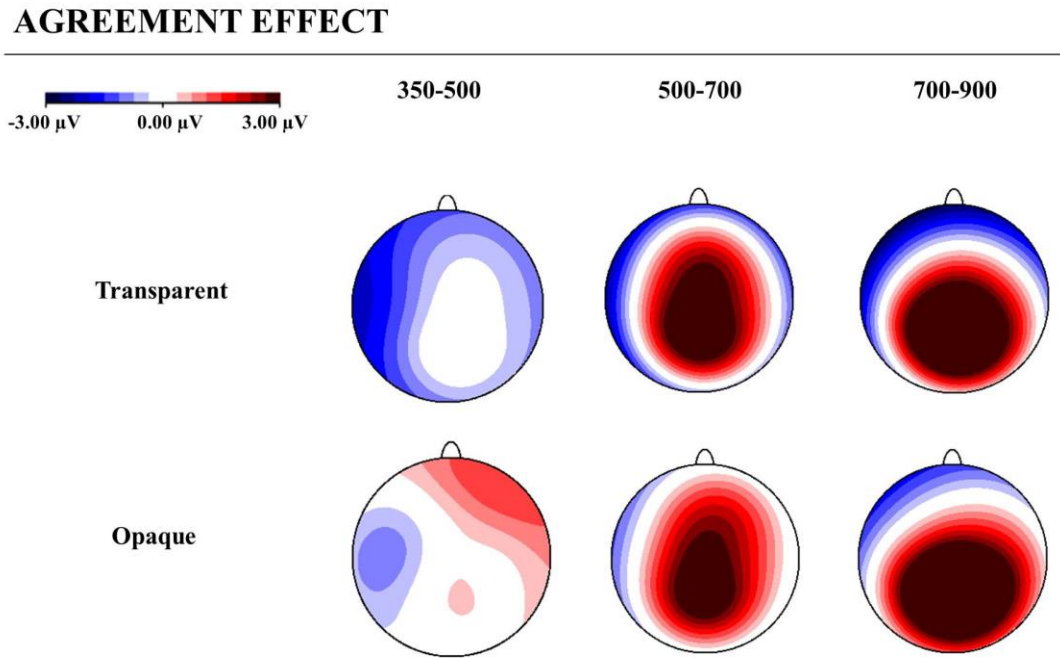 AGREEMENT EFFECT
350-500 500-700 700-900
-3.00 µV 0.00 µV 3.00 µV
Transparent
Opaque